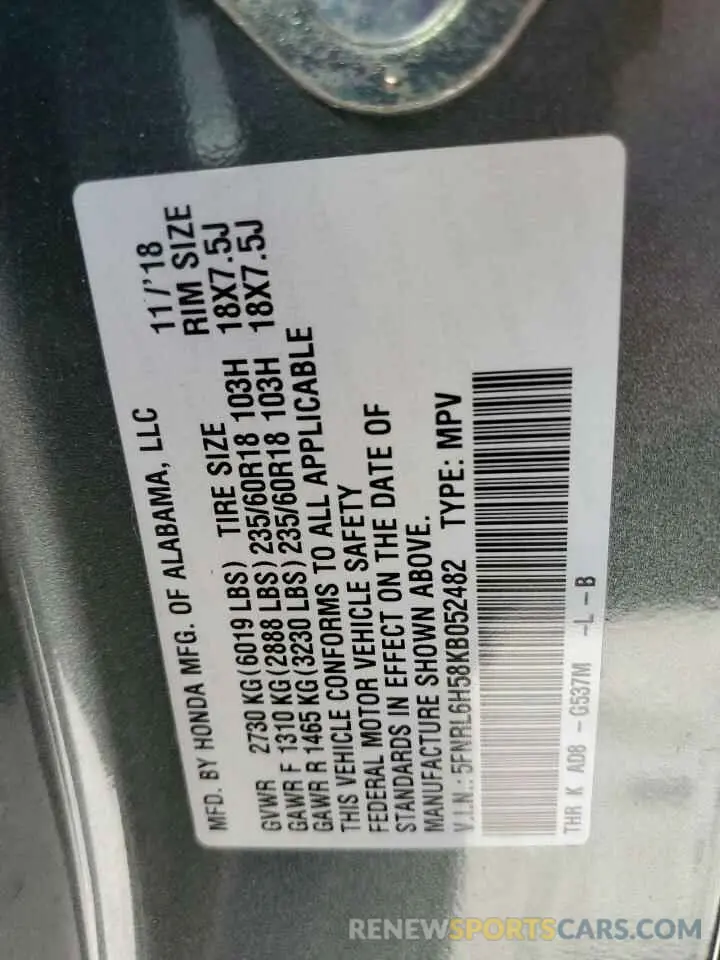 MFD. BY HONDA MFG. OF ALABAMA, LLC 11/'18
GVWR 2730 KG(6019 LBS) TIRE SIZE RIM SIZE
GAWR F 1310 KG(2888 LBS)235/60R18 103H 18X7.5J
GAWR R 1465 KG(3230 LBS)235/60R18 103H 18X7.5J
THIS VEHICLE CONFORMS TO ALL APPLICABLE
FEDERAL MOTOR VEHICLE SAFETY
STANDARDS IN EFFECT ON THE DATE OF
MANUFACTURE SHOWN ABOVE.
V.I.N.: 5FNRL6H58KB052482 TYPE: MPV
THR K AD8 -G537M -L-B
RENEWSPORTSCARS.COM